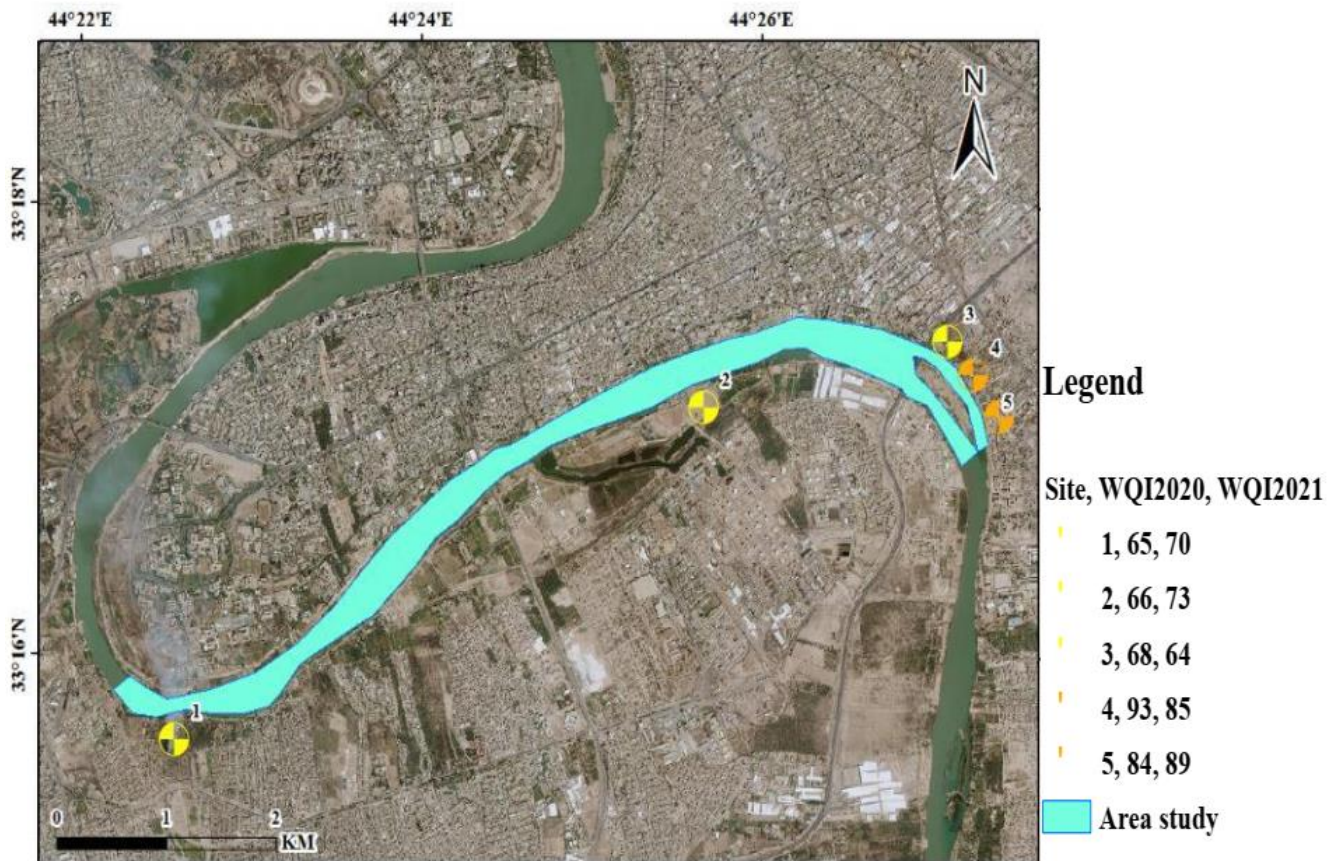 44°22'E
44°24'E
44°26'E
N
33°18'N
33°16'N
3
4
2
5
1
0 1 2
KM
Legend
Site, WQI2020, WQI2021
1, 65, 70
2, 66, 73
3, 68, 64
4, 93, 85
5, 84, 89
Area study